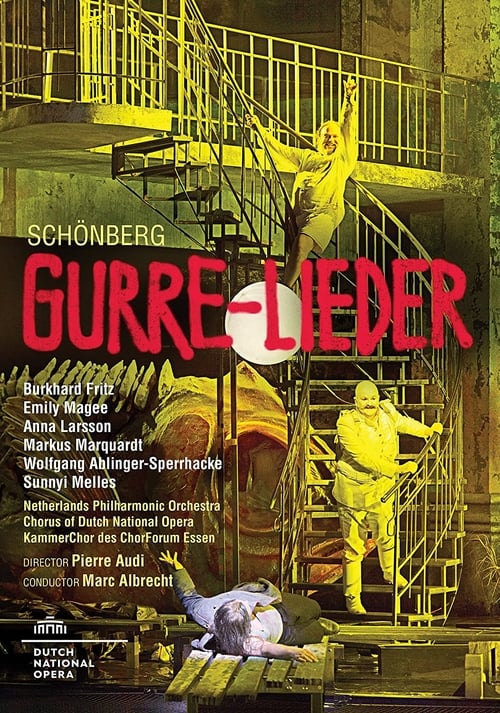 SCHÖNBERG
GURRE-LIEDER
Burkhard Fritz
Emily Magee
Anna Larsson
Markus Marquardt
Wolfgang Ablinger-Sperrhacke
Sunnyi Melles
Netherlands Philharmonic Orchestra
Chorus of Dutch National Opera
KammerChor des ChorForum Essen
DIRECTOR Pierre Audi
CONDUCTOR Marc Albrecht
DUTCH
NATIONAL
OPERA